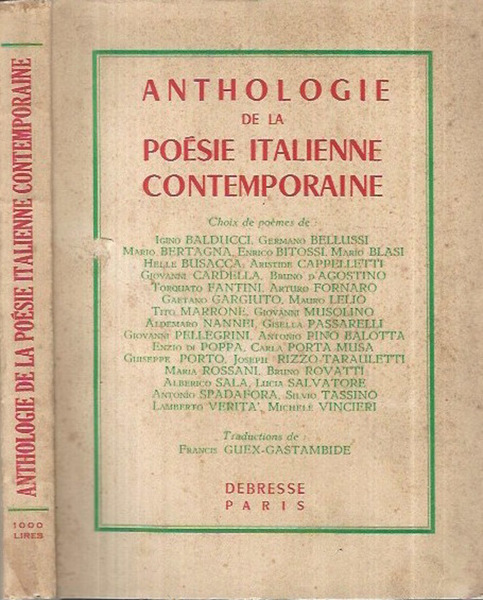 ANTHOLOGIE DE LA POÉSIE ITALIENNE CONTEMPORAINE
1000
LIRES
ANTHOLOGIE
DE LA
POÉSIE ITALIENNE
CONTEMPORAINE
Choix de poèmes de :
Igino BALDUCCI, Germano BELLUSSI
Mario BERTAGNA, Enrico BITOSSI, Mario BLASI
Helle BUSACCA, Aristide CAPPELLETTI
Giovanni CARDELLA, Bruno D'AGOSTINO
Torquato FANTINI, Arturo FORNARO
Gaetano GARGIUTO, Mauro LELIO
Tito MARRONE, Giovanni MUSOLINO
Aldemaro NANNEI, Gisella PASSARELLI
Giovanni PELLEGRINI, Antonio PINO BALOTTA
Enzio di POPPA, Carla PORTA MUSA
Guiseppe PORTO, Joseph RIZZO-TARAULETTI
Maria ROSSANI, Bruno ROVATTI
Alberico SALA, Lucia SALVATORE
Antonio SPADAFORA, Silvio TASSINO
Lamberto VERITA', Michele VINCIERI
Traductions de :
Francis GUEX-GASTAMBIDE
DEBRESSE
PARIS